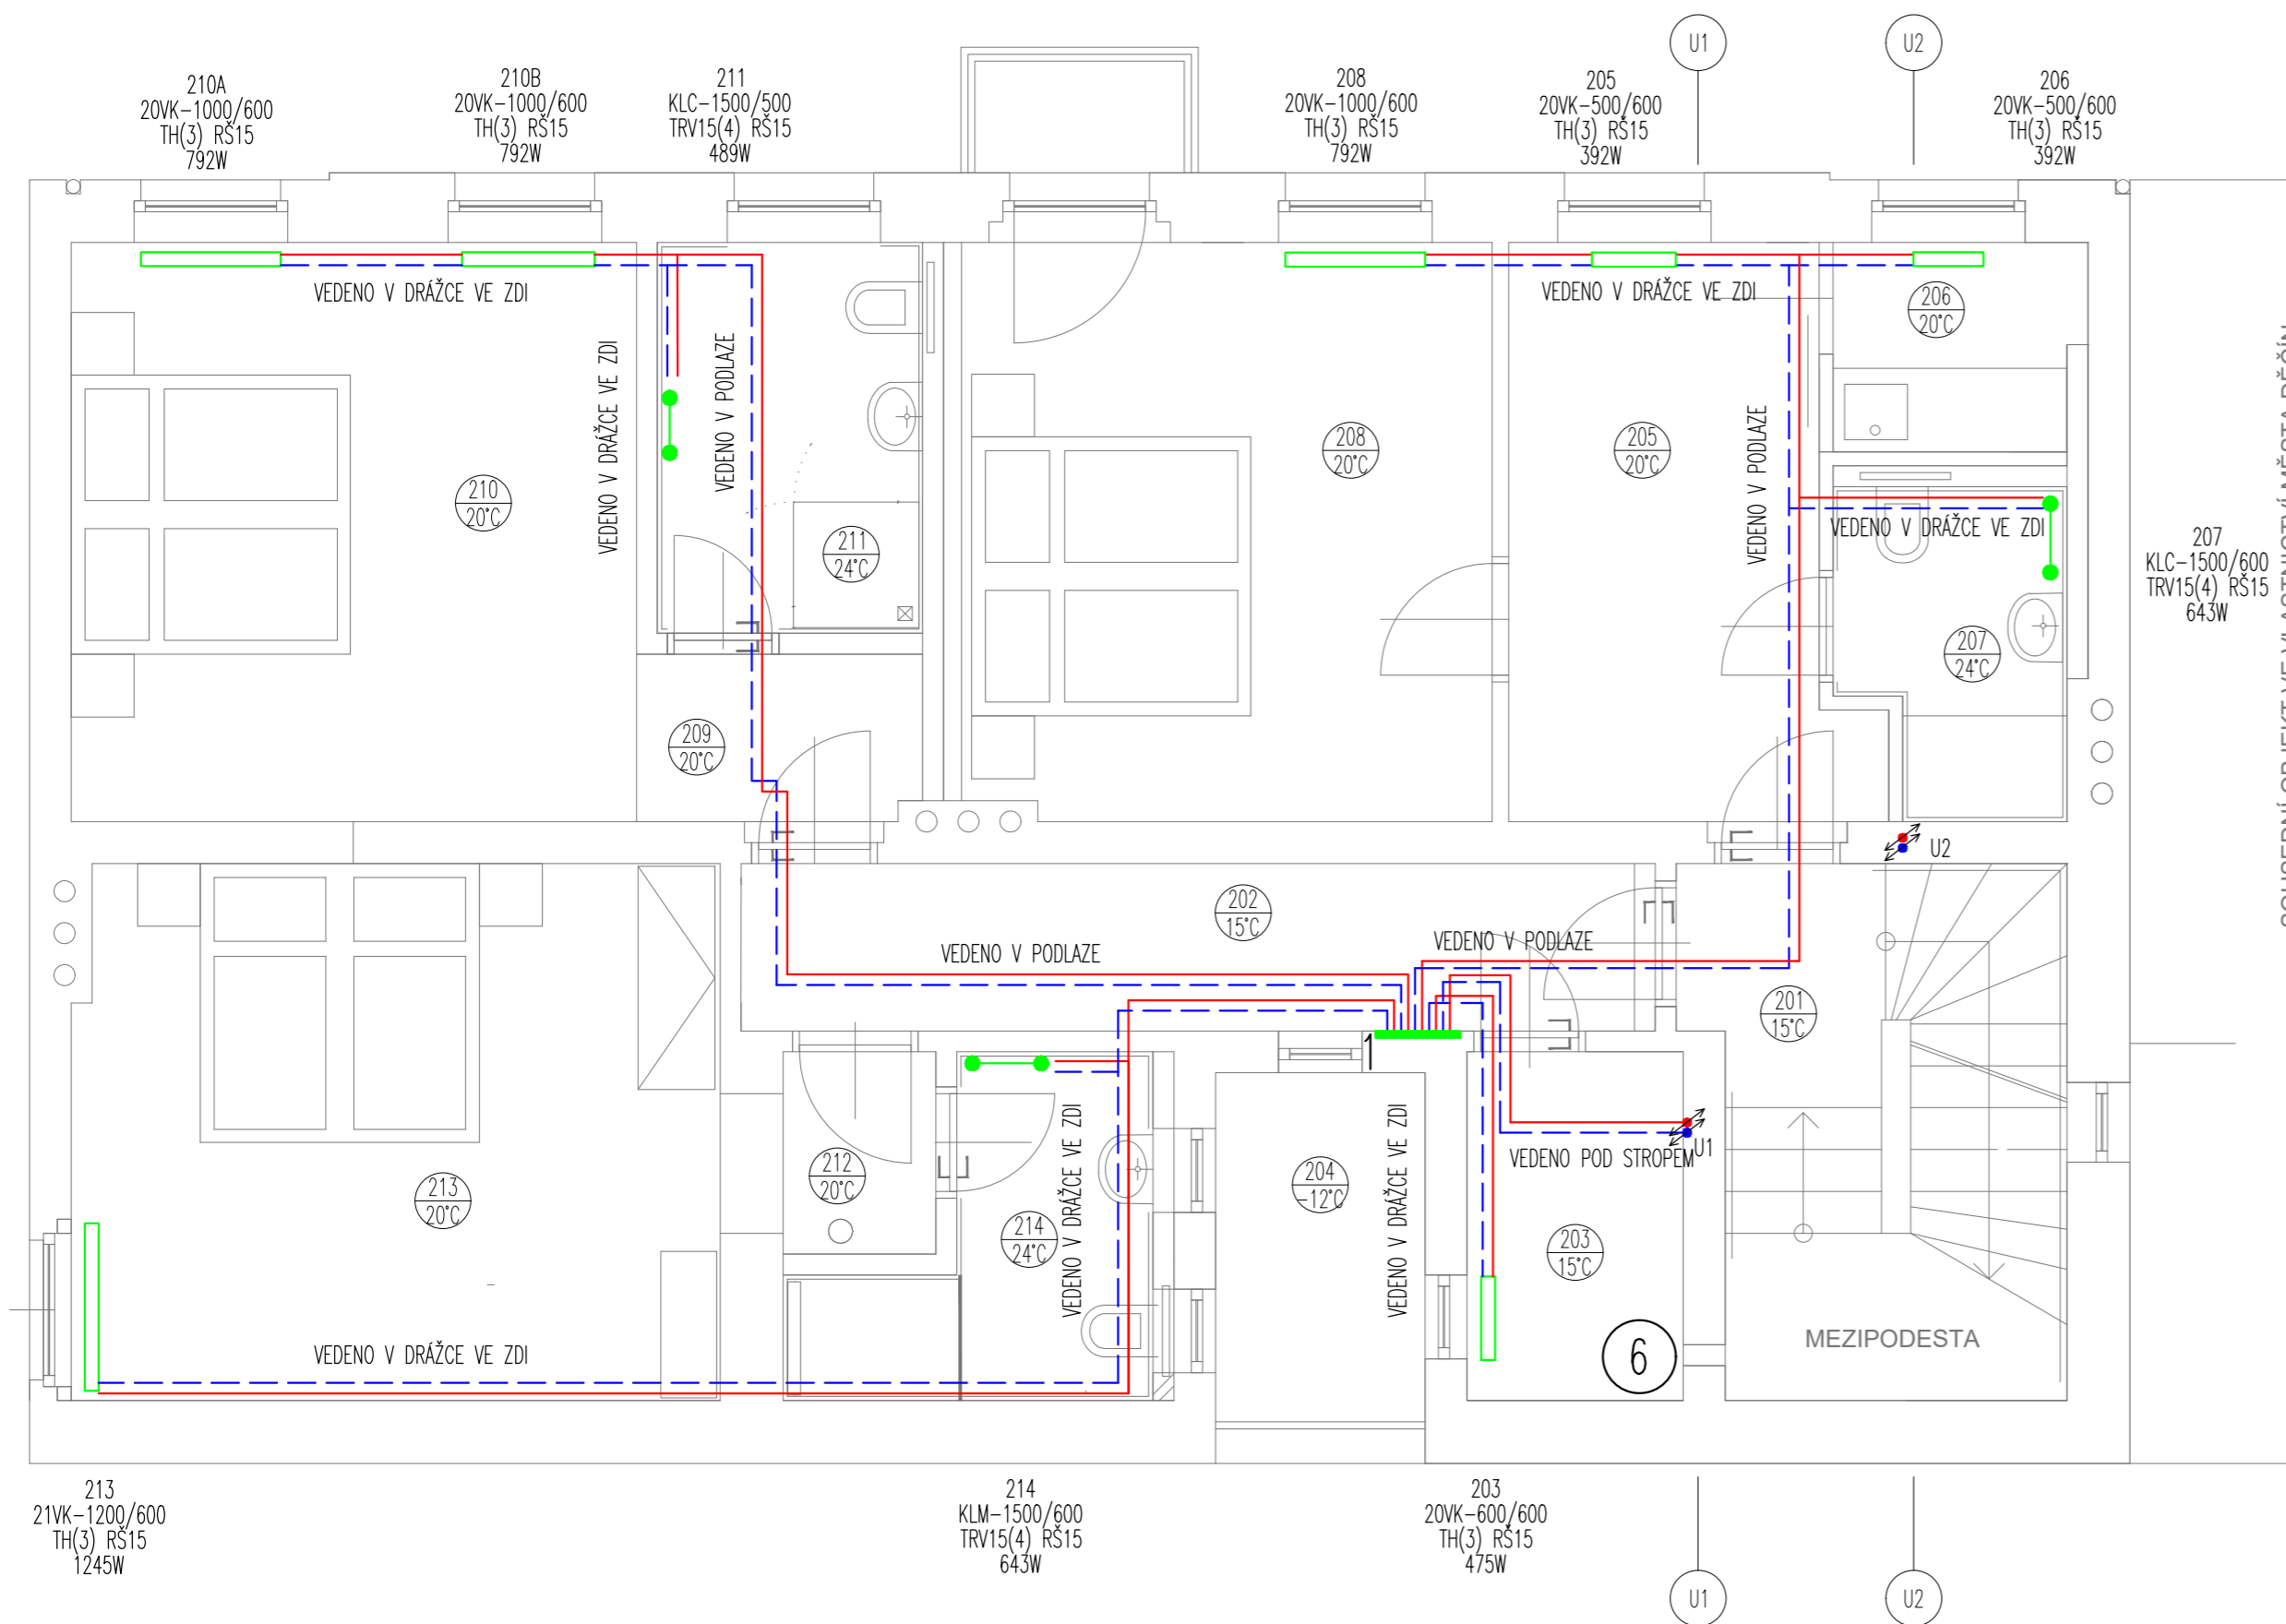 U1
U2
210A
20VK-1000/600
TH(3) RŠ15
792W
210B
20VK-1000/600
TH(3) RŠ15
792W
211
KLC-1500/500
TRV15(4) RŠ15
489W
208
20VK-1000/600
TH(3) RŠ15
792W
205
20VK-500/600
TH(3) RŠ15
392W
206
20VK-500/600
TH(3) RŠ15
392W
VEDENO V DRÁŽCE VE ZDI
VEDENO V DRÁŽCE VE ZDI
206
20°C
VEDENO V DRÁŽCE VE ZDI
VEDENO V PODLAZE
210
20°C
211
24°C
208
20°C
205
20°C
VEDENO V PODLAZE
VEDENO V DRÁŽCE VE ZDI
207
24°C
207
KLC-1500/600
TRV15(4) RŠ15
643W
209
20°C
U2
202
15°C
VEDENO V PODLAZE
VEDENO V PODLAZE
201
15°C
1
U1
VEDENO POD STROPEM
213
20°C
212
20°C
214
24°C
VEDENO V DRÁŽCE VE ZDI
204
-12°C
VEDENO V DRÁŽCE VE ZDI
203
15°C
6
MEZIPODESTA
VEDENO V DRÁŽCE VE ZDI
213
21VK-1200/600
TH(3) RŠ15
1245W
214
KLM-1500/600
TRV15(4) RŠ15
643W
203
20VK-600/600
TH(3) RŠ15
475W
U1
U2